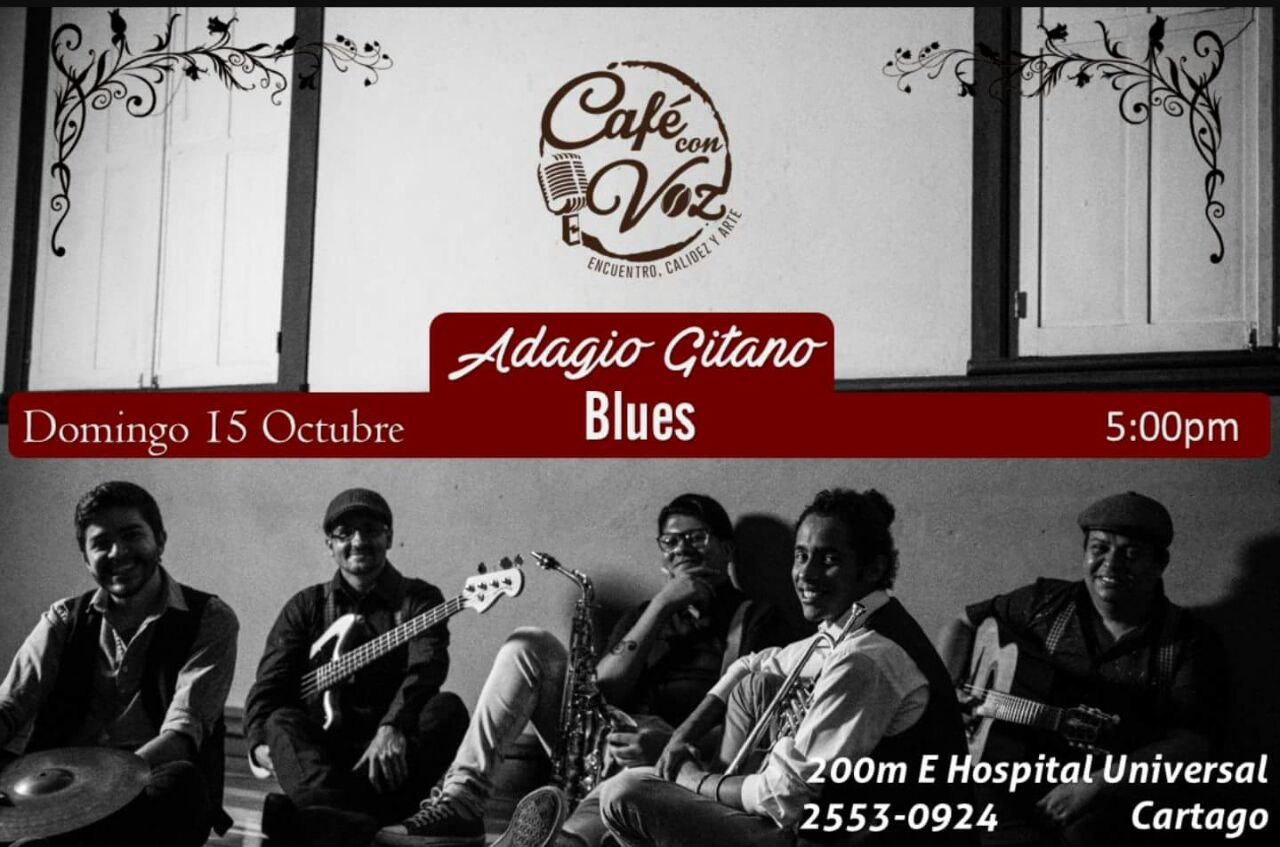 Café
con
Voz
ENCUENTRO, CALIDEZ Y ARTE
Adagio Gitano
Blues
Domingo 15 Octubre
5:00pm
200m E Hospital Universal
2553-0924 Cartago